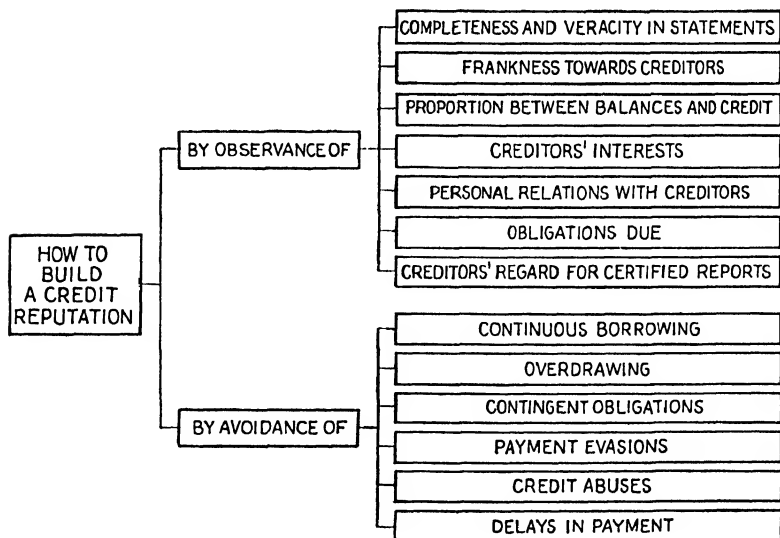 COMPLETENESS AND VERACITY IN STATEMENTS
FRANKNESS TOWARDS CREDITORS
PROPORTION BETWEEN BALANCES AND CREDIT
BY OBSERVANCE OF
CREDITORS' INTERESTS
PERSONAL RELATIONS WITH CREDITORS
OBLIGATIONS DUE
CREDITORS' REGARD FOR CERTIFIED REPORTS
HOW TO
BUILD
A CREDIT
REPUTATION
CONTINUOUS BORROWING
OVERDRAWING
CONTINGENT OBLIGATIONS
BY AVOIDANCE OF
PAYMENT EVASIONS
CREDIT ABUSES
DELAYS IN PAYMENT